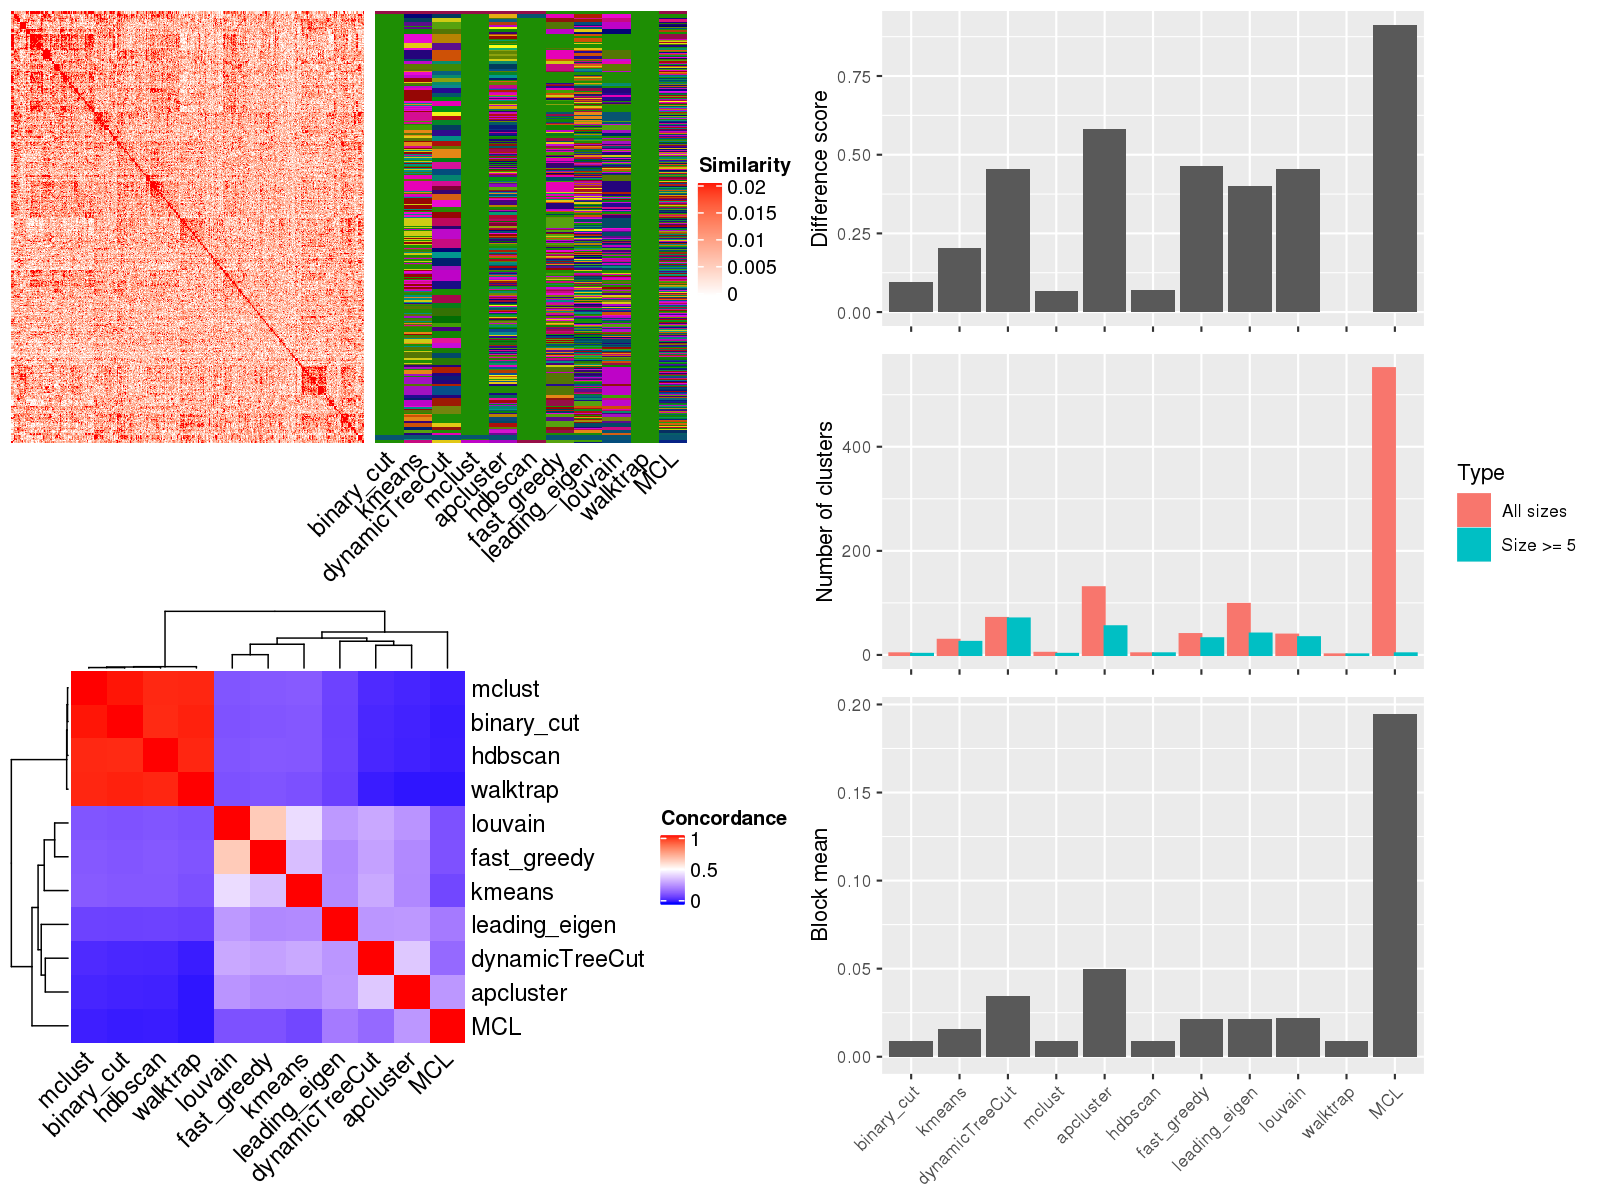 Similarity
0.02
0.015
0.01
0.005
0
binary_cut
kmeans
dynamicTreeCut
mclust
apcluster
hdbscan
fast_greedy
leading_eigen
louvain
walktrap
MCL
mclust
binary_cut
hdbscan
walktrap
louvain
fast_greedy
kmeans
leading_eigen
dynamicTreeCut
apcluster
MCL
Concordance
1
0.5
0
mclust
binary_cut
hdbscan
walktrap
louvain
fast_greedy
kmeans
leading_eigen
dynamicTreeCut
apcluster
MCL
Difference score
0.75
0.50
0.25
0.00
Number of clusters
400
200
0
Type
All sizes
Size >= 5
Block mean
0.20
0.15
0.10
0.05
0.00
binary_cut
kmeans
dynamicTreeCut
mclust
apcluster
hdbscan
fast_greedy
leading_eigen
louvain
walktrap
MCL